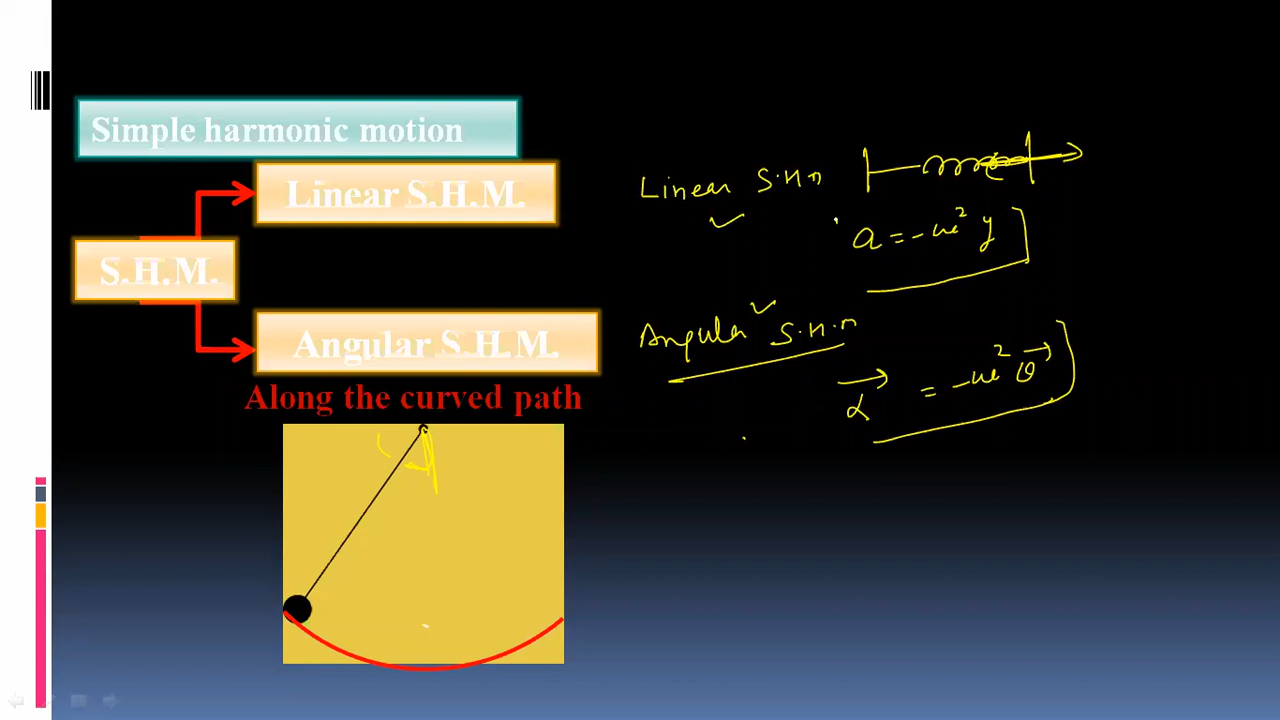 Simple harmonic motion
Linear S.H.M.
S.H.M.
Angular S.H.M.
Along the curved path
Linear S.H.M
a = -ω² y
Angular S.H.M
α⃗ = -ω² θ⃗